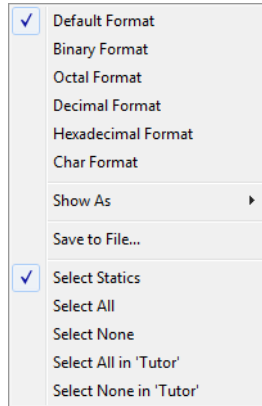 Default Format
Binary Format
Octal Format
Decimal Format
Hexadecimal Format
Char Format
Show As
Save to File...
Select Statics
Select All
Select None
Select All in 'Tutor'
Select None in 'Tutor'